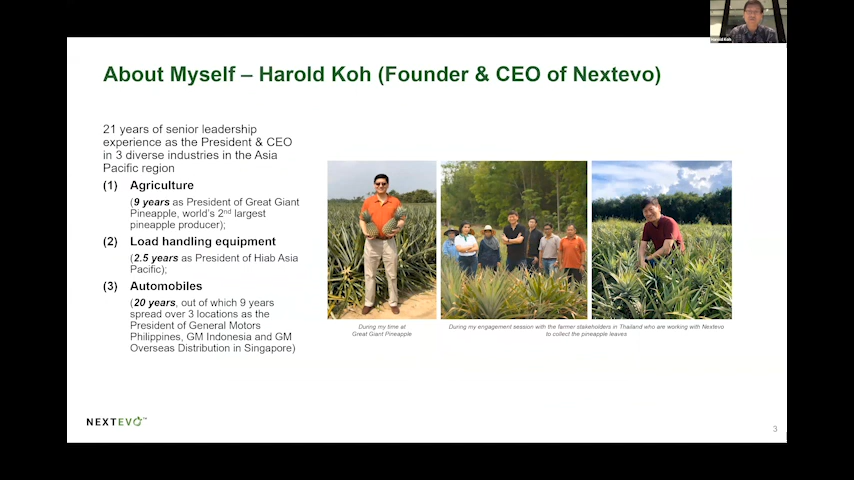 Harold Koh
About Myself – Harold Koh (Founder & CEO of Nextevo)
21 years of senior leadership
experience as the President & CEO
in 3 diverse industries in the Asia
Pacific region
(1) Agriculture
(9 years as President of Great Giant
Pineapple, world's 2nd largest
pineapple producer);
(2) Load handling equipment
(2.5 years as President of Hiab Asia
Pacific);
(3) Automobiles
(20 years, out of which 9 years
spread over 3 locations as the
President of General Motors
Philippines, GM Indonesia and GM
Overseas Distribution in Singapore)
During my time at
Great Giant Pineapple
During my engagement session with the farmer stakeholders in Thailand who are working with Nextevo
to collect the pineapple leaves
NEXTEVO™
3